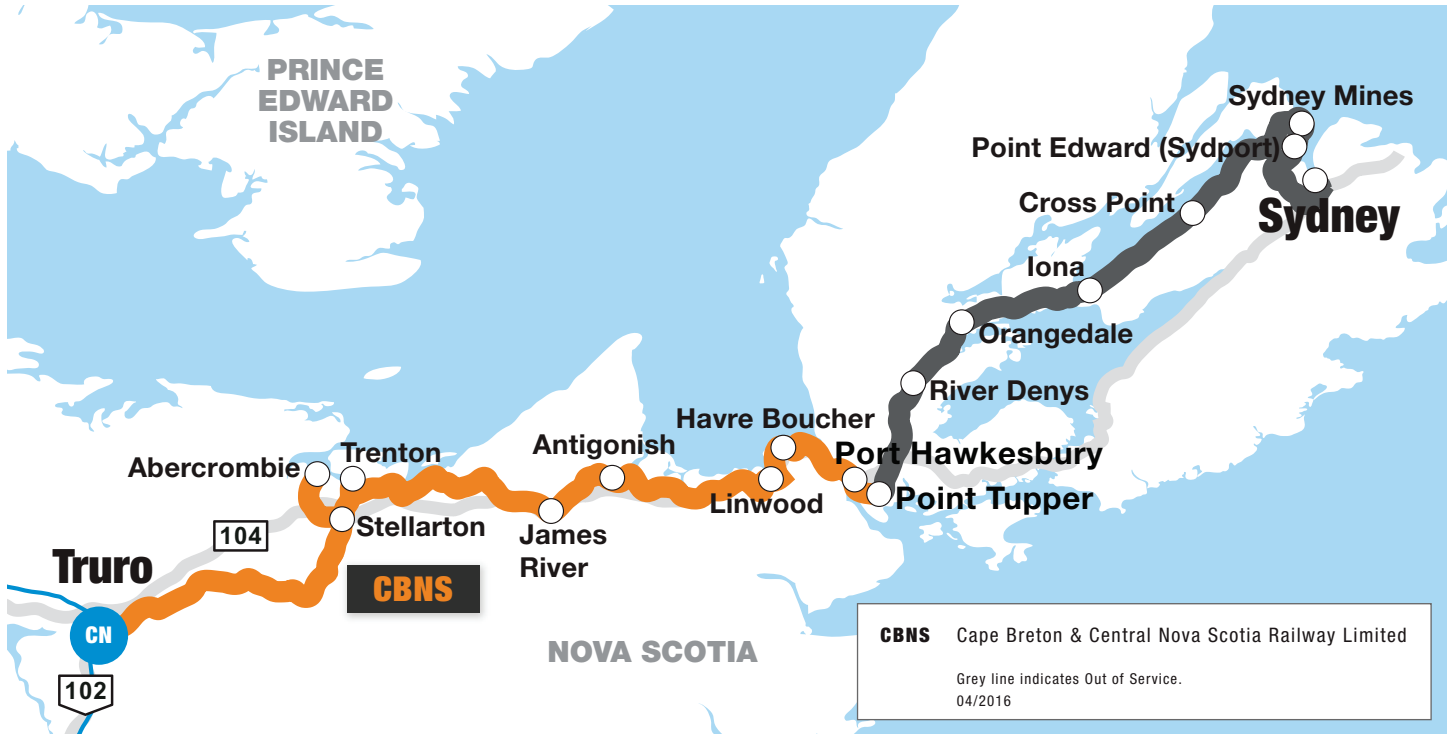 PRINCE
EDWARD
ISLAND
Sydney Mines
Point Edward (Sydport)
Cross Point
Sydney
Iona
Orangedale
River Denys
Havre Boucher
Antigonish
Trenton
Port Hawkesbury
Abercrombie
Linwood
Point Tupper
Stellarton
James
River
104
Truro
CBNS
CN
NOVA SCOTIA
102
CBNS Cape Breton & Central Nova Scotia Railway Limited
Grey line indicates Out of Service.
04/2016